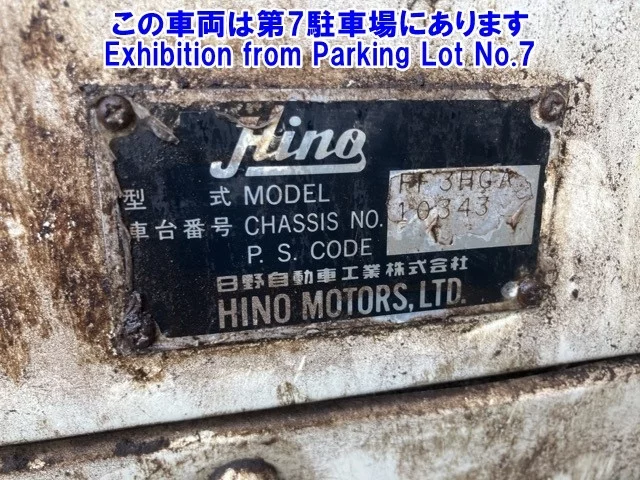 この車両は第7駐車場にあります
Exhibition from Parking Lot No.7
Hino
型 式 MODEL FF3HGA
車台番号 CHASSIS NO. 10343
P. S. CODE
日野自動車工業株式会社
HINO MOTORS, LTD.